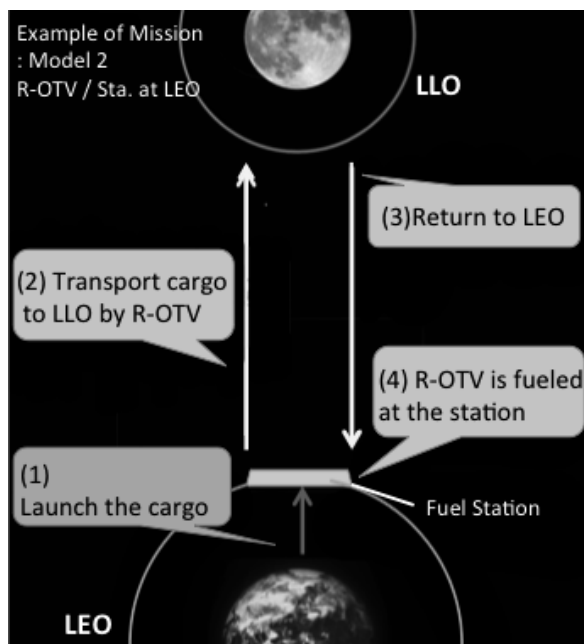 Example of Mission
: Model 2
R-OTV / Sta. at LEO
LLO
(3)Return to LEO
(2) Transport cargo
to LLO by R-OTV
(4) R-OTV is fueled
at the station
(1)
Launch the cargo
Fuel Station
LEO